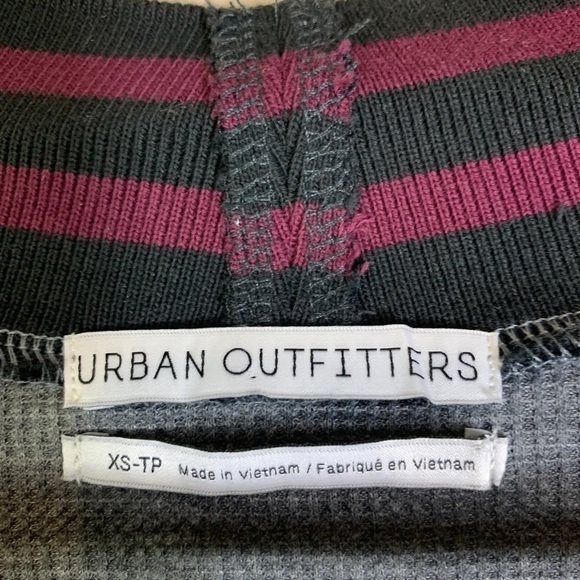 URBAN OUTFITTERS
XS-TP Made in Vietnam / Fabriqué en Vietnam